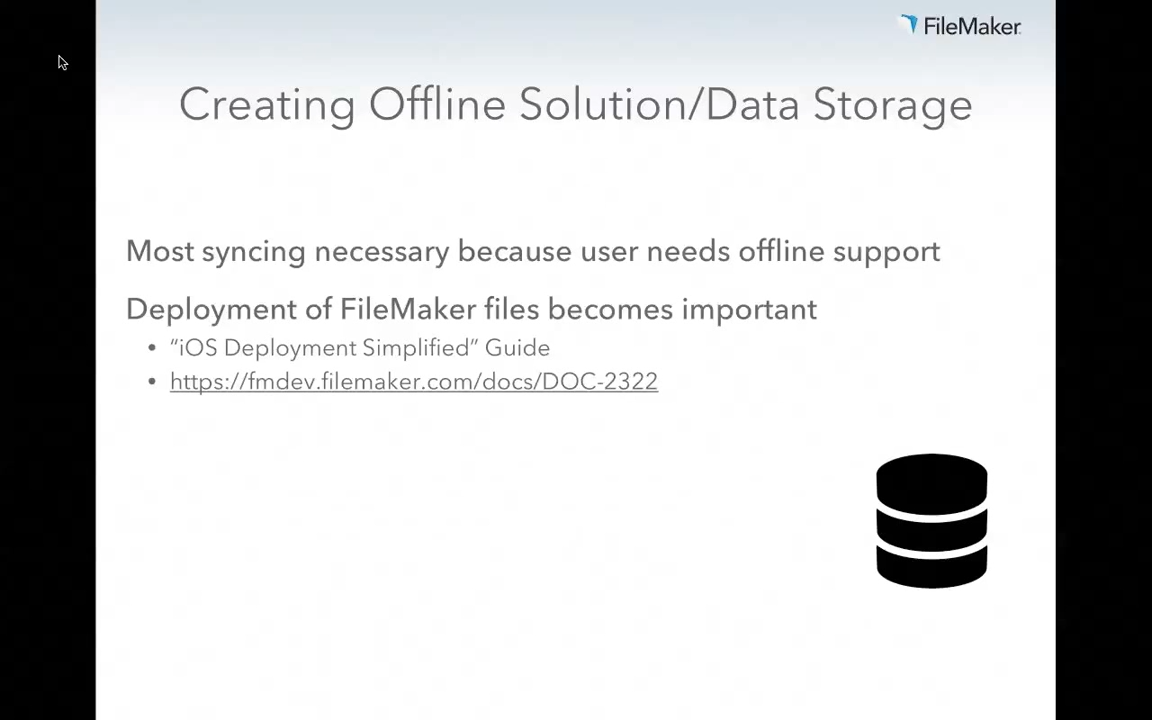 FileMaker
Creating Offline Solution/Data Storage
Most syncing necessary because user needs offline support
Deployment of FileMaker files becomes important
• “iOS Deployment Simplified” Guide
• https://fmdev.filemaker.com/docs/DOC-2322